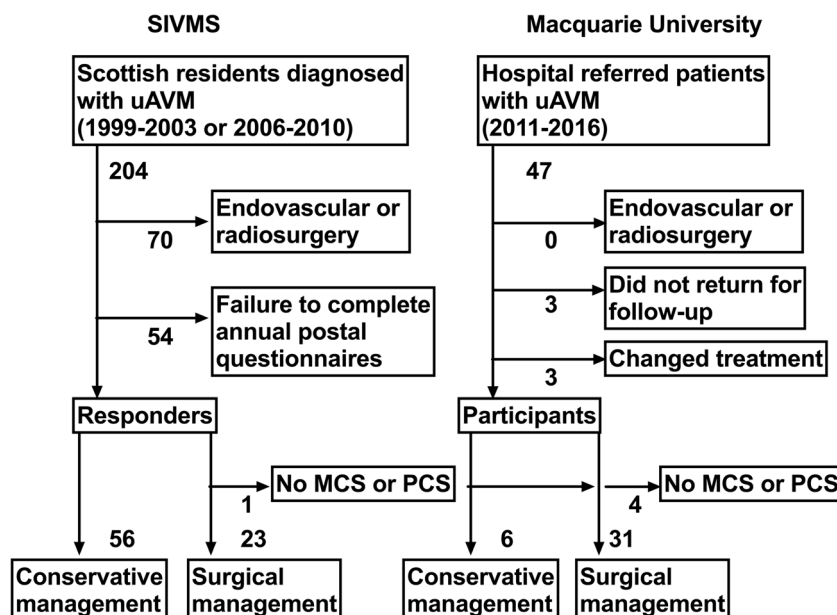 SIVMS
Scottish residents diagnosed
with uAVM
(1999-2003 or 2006-2010)
204
Endovascular or
radiosurgery
70
Failure to complete
annual postal
questionnaires
54
Responders
No MCS or PCS
1
56
23
Conservative
management
Surgical
management
Macquarie University
Hospital referred patients
with uAVM
(2011-2016)
47
Endovascular or
radiosurgery
0
Did not return for
follow-up
3
Changed treatment
3
Participants
No MCS or PCS
4
6
31
Conservative
management
Surgical
management